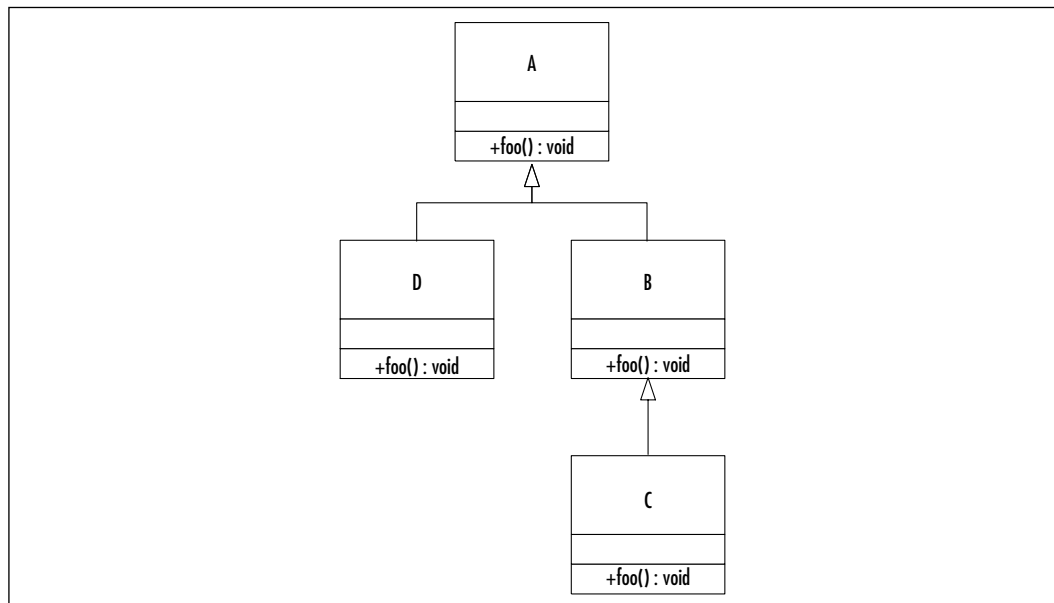 A
+foo() : void
D
+foo() : void
B
+foo() : void
C
+foo() : void